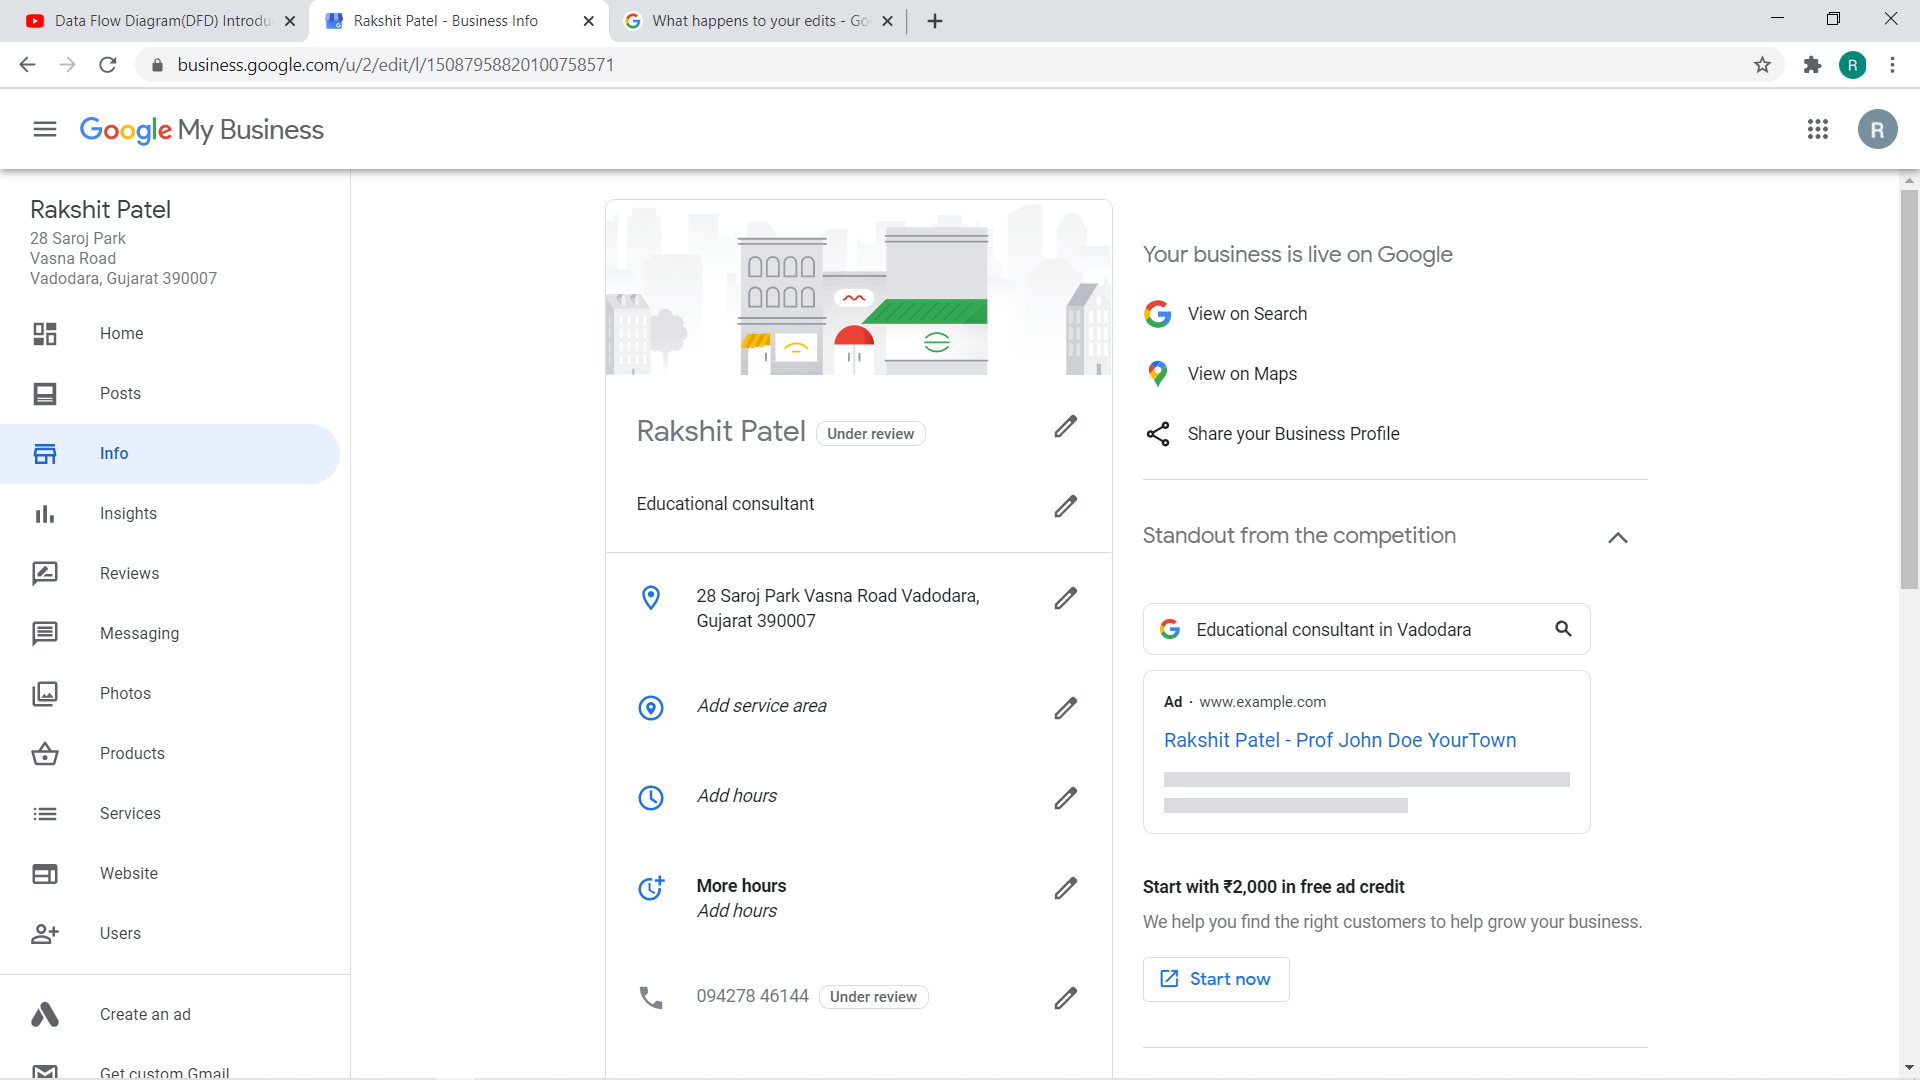 Data Flow Diagram(DFD) Introdu
Rakshit Patel - Business Info
What happens to your edits - Go
business.google.com/u/2/edit/l/15087958820100758571
R
Google My Business
R
Rakshit Patel
28 Saroj Park
Vasna Road
Vadodara, Gujarat 390007
Home
Posts
Info
Insights
Reviews
Messaging
Photos
Products
Services
Website
Users
Create an ad
Get custom Gmail
Rakshit Patel Under review
Educational consultant
28 Saroj Park Vasna Road Vadodara,
Gujarat 390007
Add service area
Add hours
More hours
Add hours
094278 46144 Under review
Your business is live on Google
View on Search
View on Maps
Share your Business Profile
Standout from the competition
Educational consultant in Vadodara
Ad · www.example.com
Rakshit Patel - Prof John Doe YourTown
Start with ₹2,000 in free ad credit
We help you find the right customers to help grow your business.
Start now